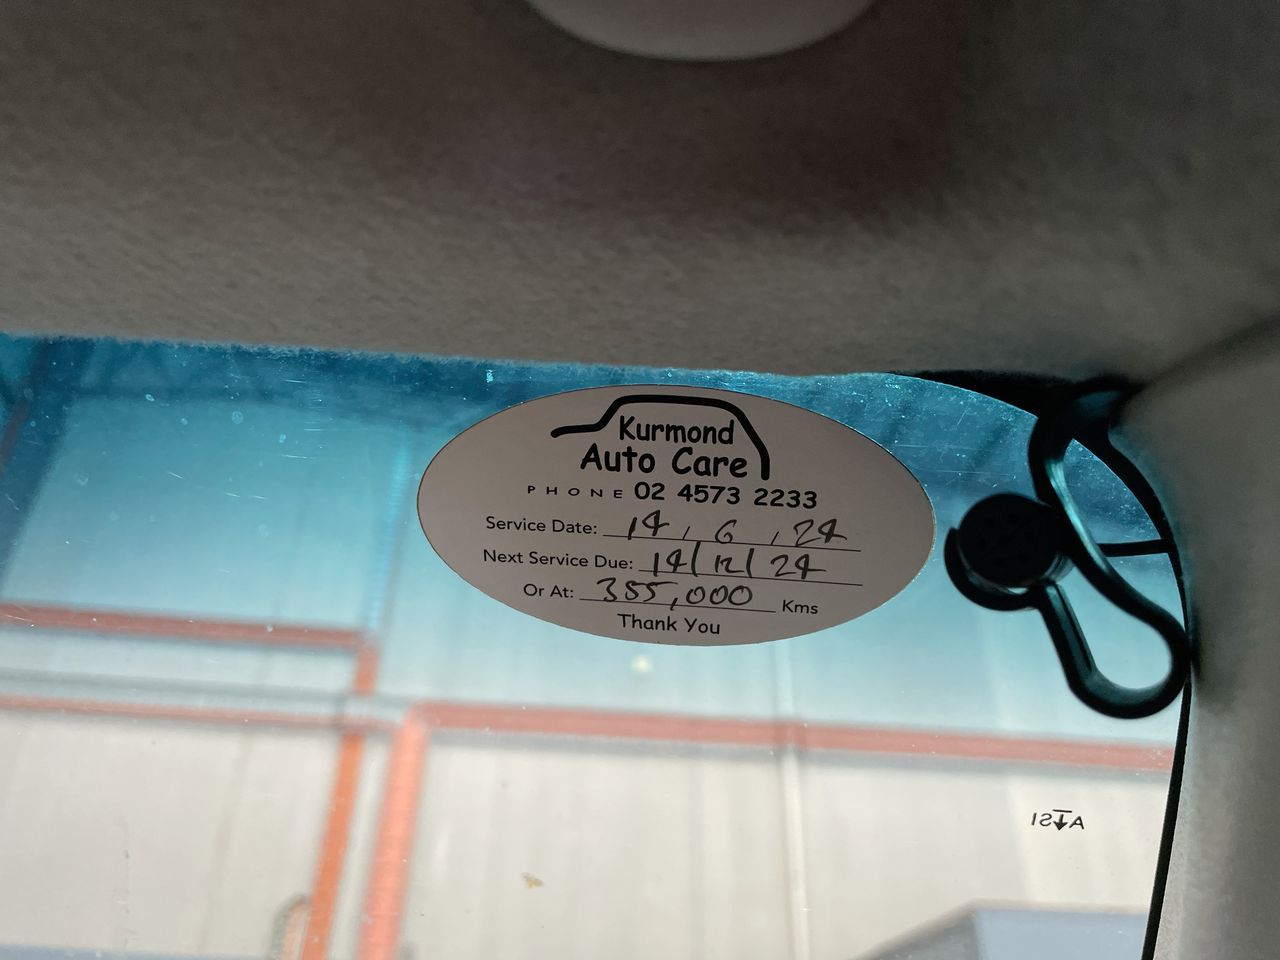 Kurmond
Auto Care
PHONE 02 4573 2233
Service Date: 14, 6, 24
Next Service Due: 14/12/24
Or At: 355,000 Kms
Thank You